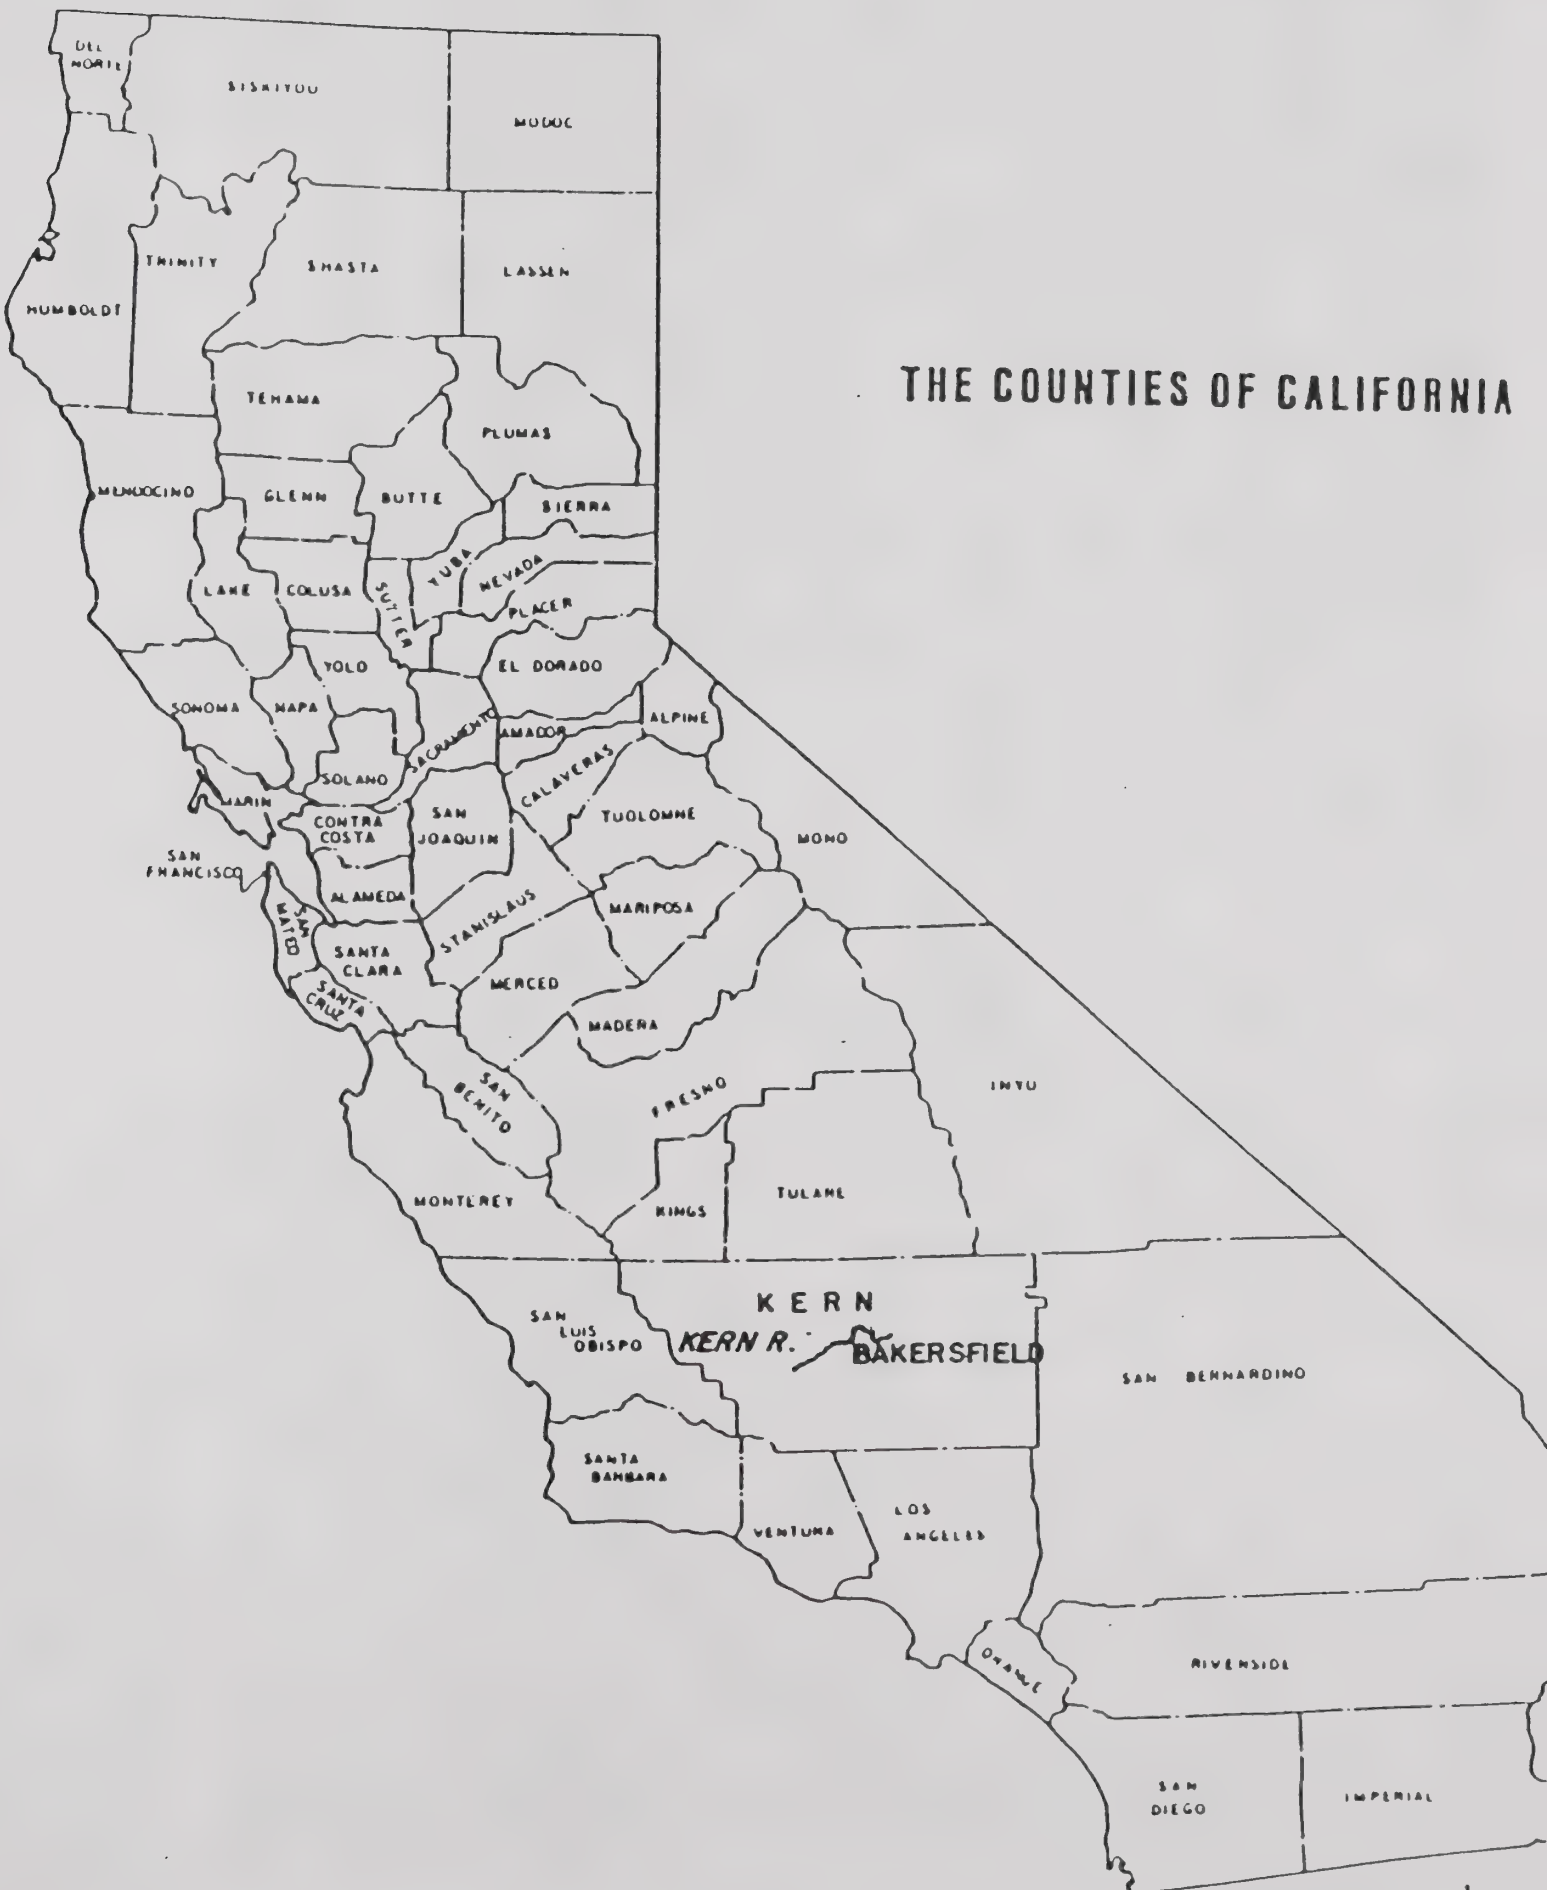 DEL
NORTE
SISKIYOU
MODOC
TRINITY
SHASTA
LASSEN
HUMBOLDT
THE COUNTIES OF CALIFORNIA
TEHAMA
PLUMAS
MENDOCINO
GLENN
BUTTE
SIERRA
YUBA
NEVADA
LAKE
COLUSA
SUTTER
PLACER
YOLO
EL DORADO
SONOMA
NAPA
SACRAMENTO
AMADOR
ALPINE
SOLANO
CALAVERAS
MARIN
CONTRA
COSTA
SAN
JOAQUIN
TUOLOMNE
MONO
SAN
FRANCISCO
ALAMEDA
STANISLAUS
MARIPOSA
SAN
MATEO
SANTA
CLARA
MERCED
SANTA
CRUZ
MADERA
SAN
BENITO
FRESNO
INYO
MONTEREY
KINGS
TULARE
KERN
SAN
LUIS
OBISPO
KERN R.
BAKERSFIELD
SAN BERNARDINO
SANTA
BARBARA
VENTURA
LOS
ANGELES
ORANGE
RIVERSIDE
SAN
DIEGO
IMPERIAL